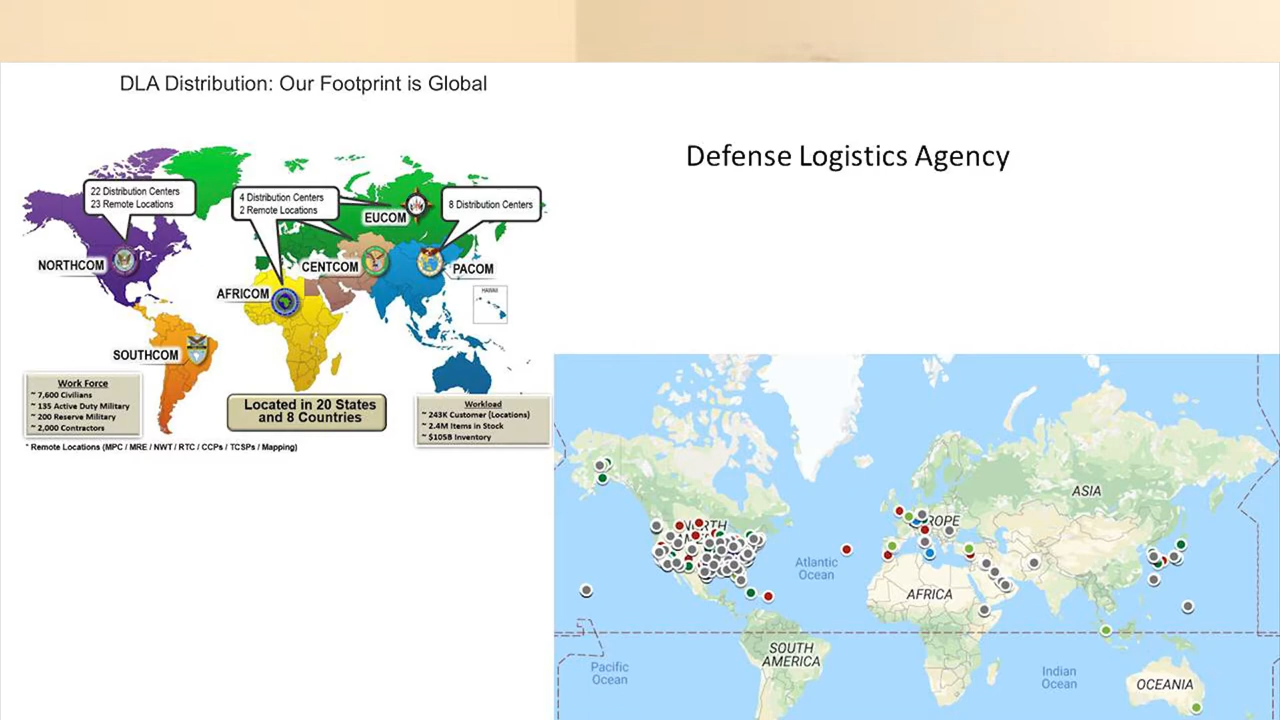 DLA Distribution: Our Footprint is Global
Defense Logistics Agency
22 Distribution Centers
23 Remote Locations
4 Distribution Centers
2 Remote Locations
8 Distribution Centers
EUCOM
NORTHCOM
CENTCOM
PACOM
AFRICOM
HAWAII
SOUTHCOM
Work Force
~ 7,600 Civilians
~ 135 Active Duty Military
~ 200 Reserve Military
~ 2,000 Contractors
Located in 20 States
and 8 Countries
Workload
~ 243K Customer (Locations)
~ 2.4M Items in Stock
~ $105B Inventory
* Remote Locations (MPC / MRE / NWT / RTC / CCPs / TCSPs / Mapping)
ASIA
Atlantic
Ocean
AFRICA
SOUTH
AMERICA
Pacific
Ocean
Indian
Ocean
OCEANIA